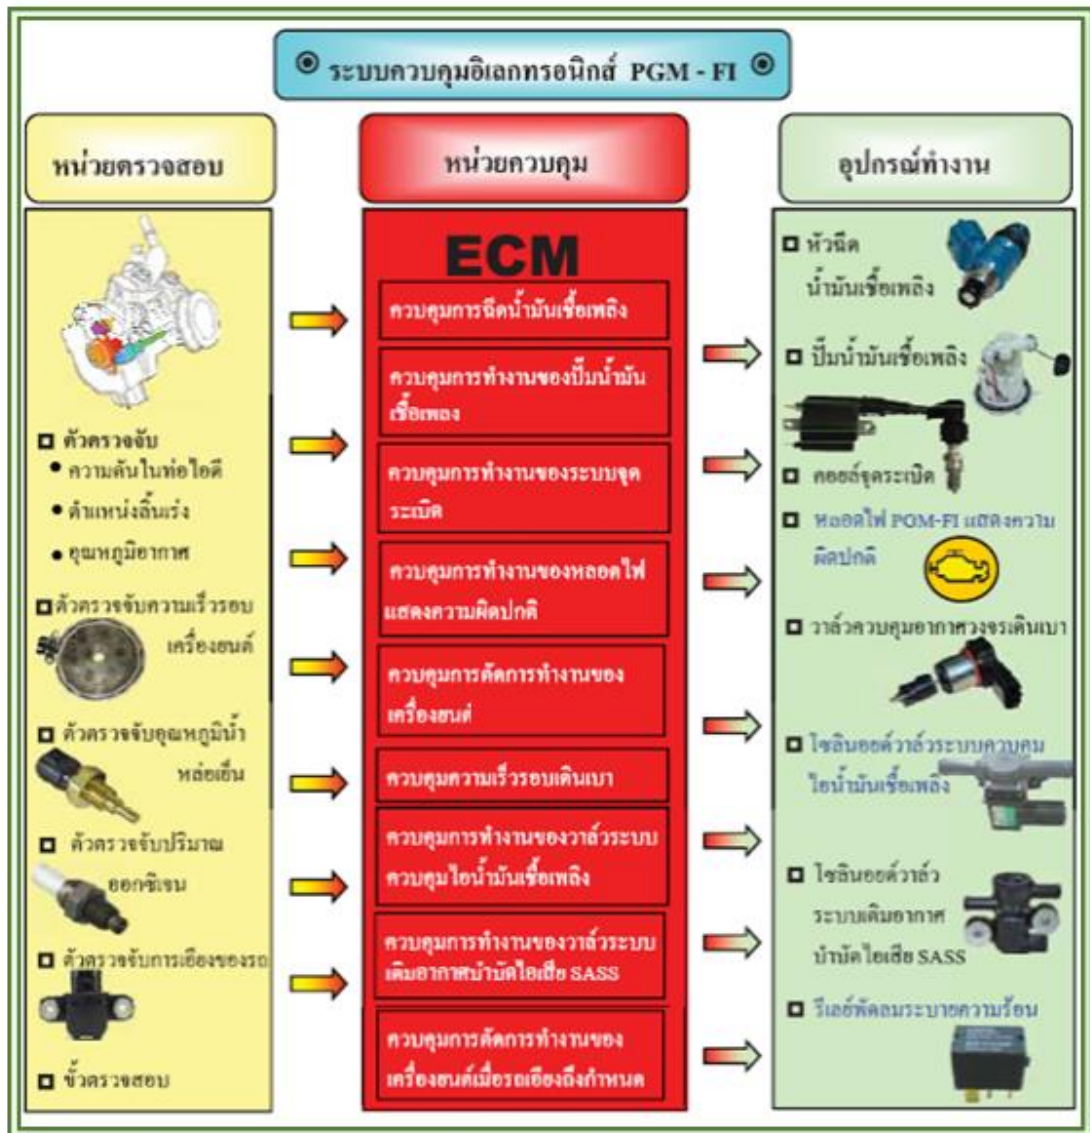 ระบบควบคุมอิเลกทรอนิกส์ PGM - FI
หน่วยตรวจสอบ
ตัวตรวจจับ
ความดันในท่อไอดี
ตำแหน่งลิ้นเร่ง
อุณหภูมิอากาศ
ตัวตรวจจับความเร็วรอบ
เครื่องยนต์
ตัวตรวจจับอุณหภูมิน้ำ
หล่อเย็น
ตัวตรวจจับปริมาณ
ออกซิเจน
ตัวตรวจจับการเอียงของรถ
ขั้วตรวจสอบ
หน่วยควบคุม
ECM
ควบคุมการฉีดน้ำมันเชื้อเพลิง
ควบคุมการทำงานของปั๊มน้ำมัน
เชื้อเพลง
ควบคุมการทำงานของระบบจุด
ระเบิด
ควบคุมการทำงานของหลอดไฟ
แสดงความผิดปกติ
ควบคุมการตัดการทำงานของ
เครื่องยนต์
ควบคุมความเร็วรอบเดินเบา
ควบคุมการทำงานของวาล์วระบบ
ควบคุมไอน้ำมันเชื้อเพลิง
ควบคุมการทำงานของวาล์วระบบ
เติมอากาศบำบัดไอเสีย SASS
ควบคุมการตัดการทำงานของ
เครื่องยนต์เมื่อรถเอียงถึงกำหนด
อุปกรณ์ทำงาน
หัวฉีด
น้ำมันเชื้อเพลิง
ปั๊มน้ำมันเชื้อเพลิง
คอยล์จุดระเบิด
หลอดไฟ PGM-FI แสดงความ
ผิดปกติ
วาล์วควบคุมอากาศวงจรเดินเบา
โซลินอยด์วาล์วระบบควบคุม
ไอน้ำมันเชื้อเพลิง
โซลินอยด์วาล์ว
ระบบเติมอากาศ
บำบัดไอเสีย SASS
รีเลย์พัดลมระบายความร้อน